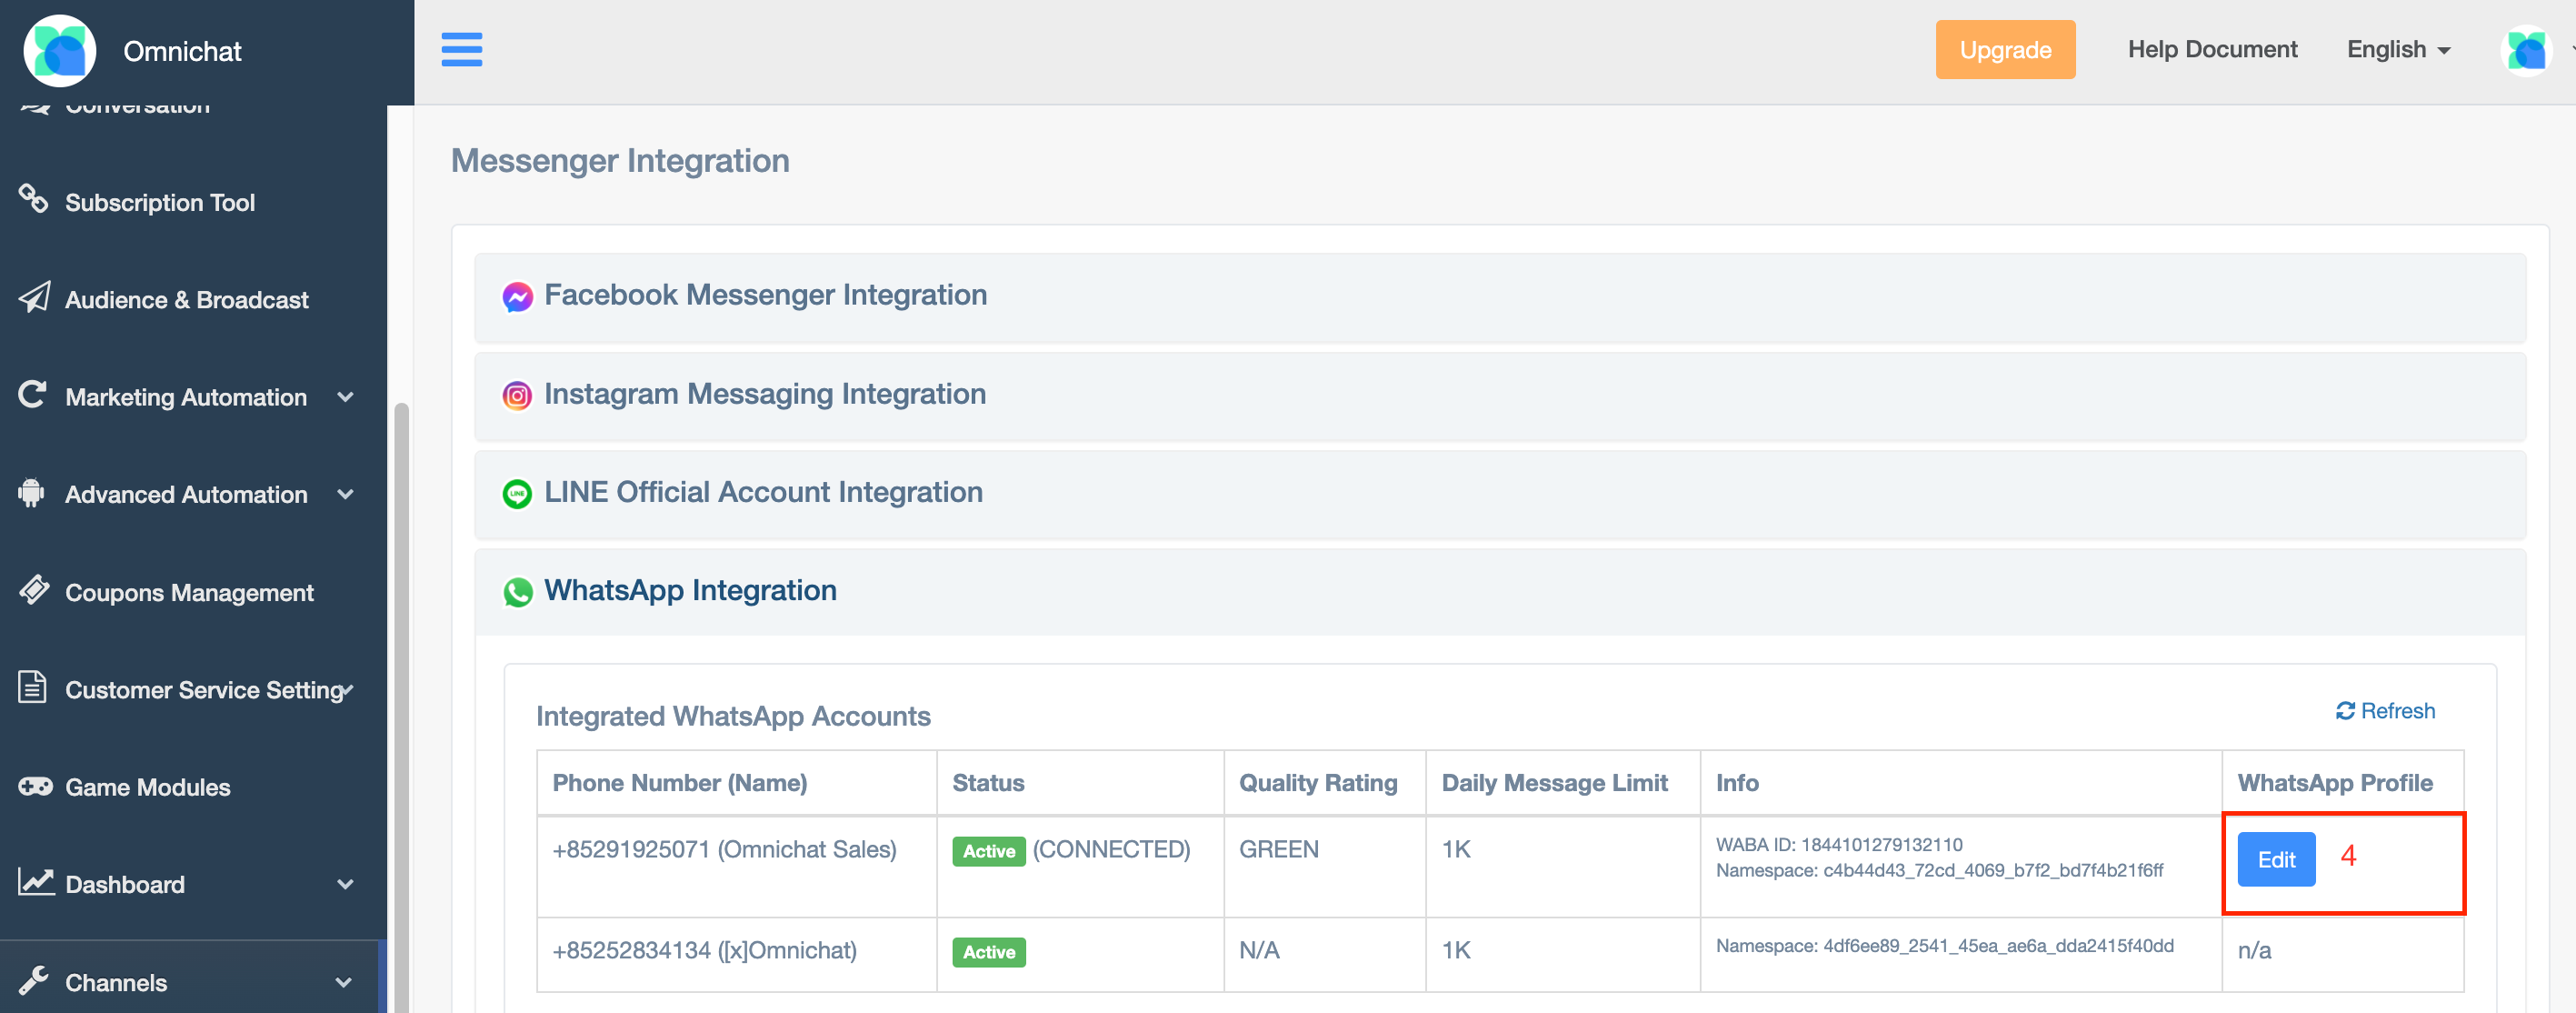 Omnichat
Upgrade
Help Document
English
Conversation
Subscription Tool
Audience & Broadcast
Marketing Automation
Advanced Automation
Coupons Management
Customer Service Setting
Game Modules
Dashboard
Channels
Messenger Integration
Facebook Messenger Integration
Instagram Messaging Integration
LINE
LINE Official Account Integration
WhatsApp Integration
Integrated WhatsApp Accounts
Refresh
Phone Number (Name) Status Quality Rating Daily Message Limit Info WhatsApp Profile
+85291925071 (Omnichat Sales) Active (CONNECTED) GREEN 1K WABA ID: 1844101279132110
Namespace: c4b44d43_72cd_4069_b7f2_bd7f4b21f6ff
Edit 4
+85252834134 ([x]Omnichat) Active N/A 1K Namespace: 4df6ee89_2541_45ea_ae6a_dda2415f40dd n/a